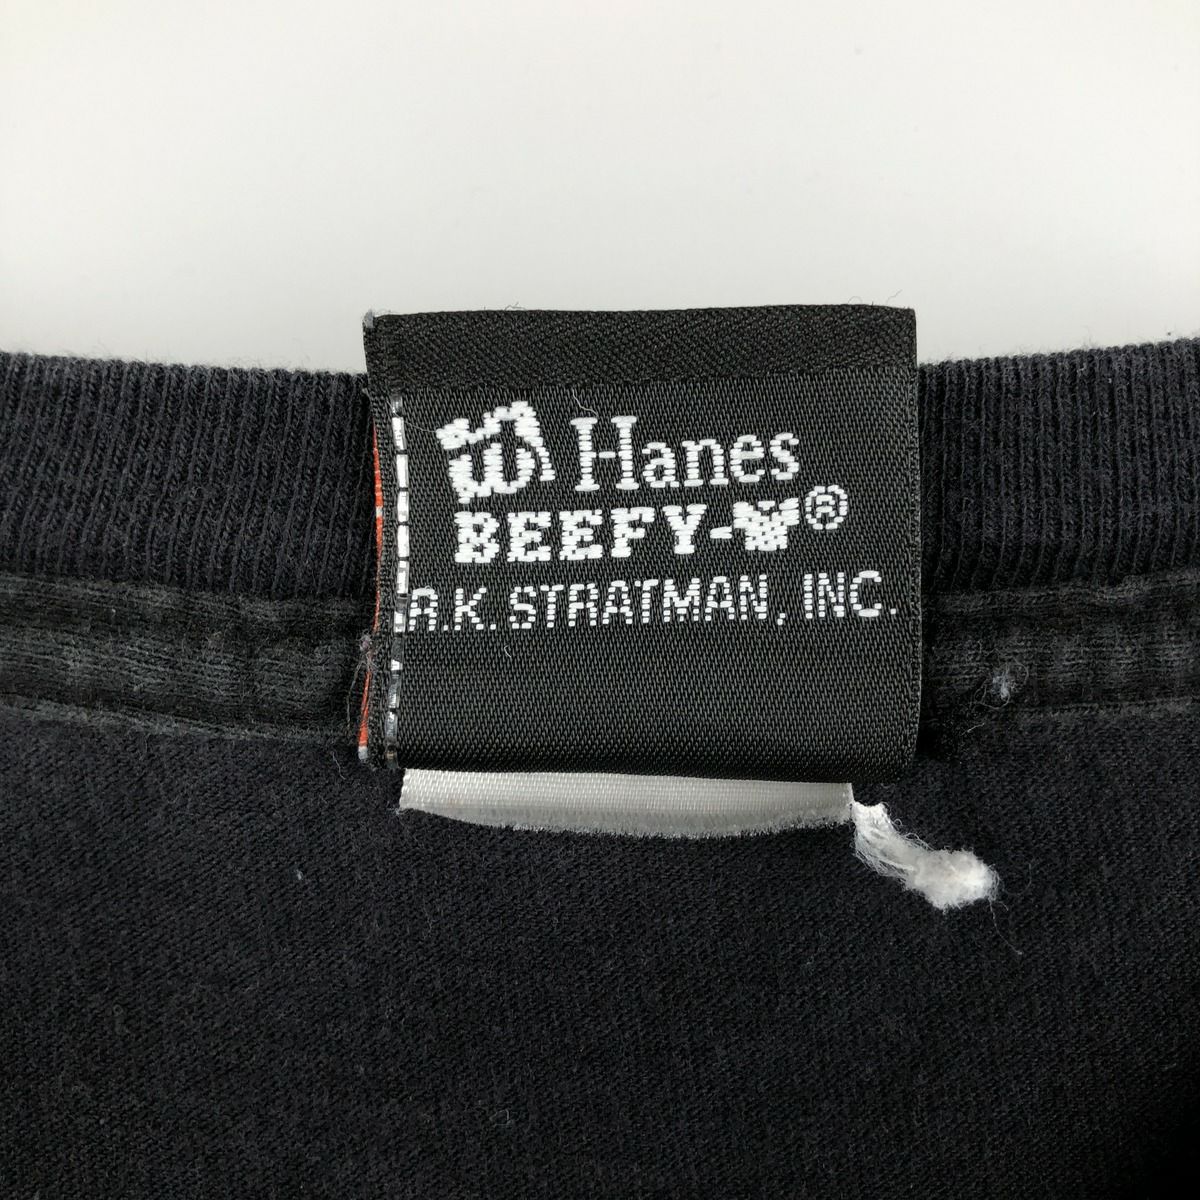 Hanes
BEEFY-T®
A.K. STRATMAN, INC.